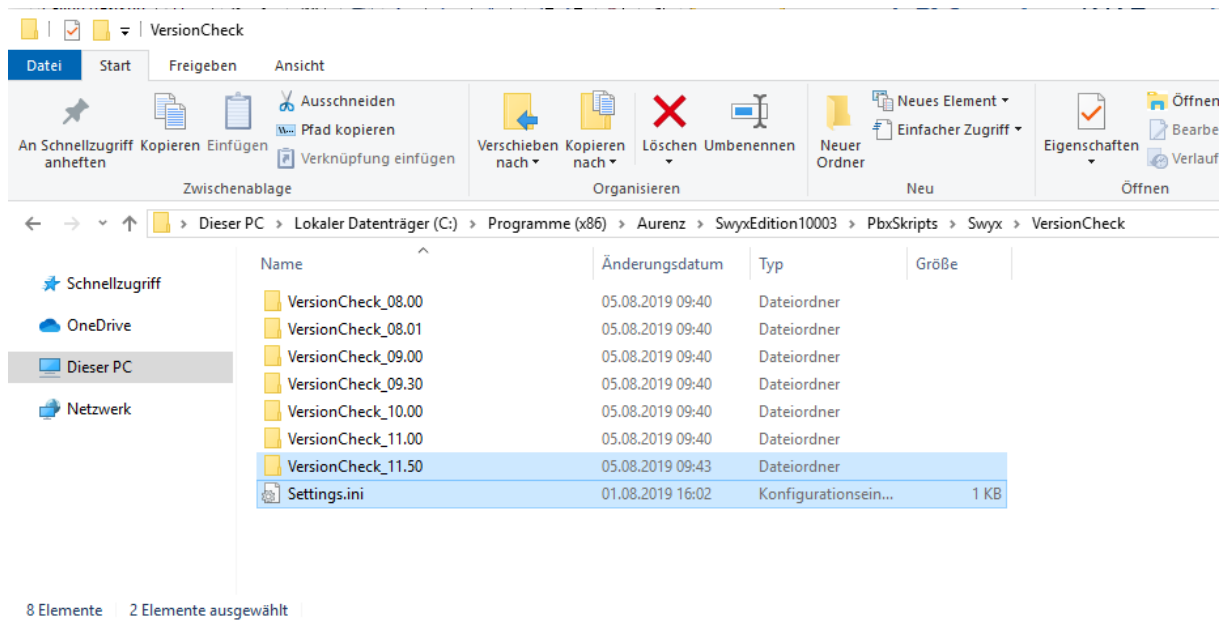 VersionCheck
Datei Start Freigeben Ansicht
An Schnellzugriff anheften
Kopieren
Einfügen
Ausschneiden
Pfad kopieren
Verknüpfung einfügen
Verschieben nach
Kopieren nach
Löschen
Umbenennen
Neuer Ordner
Neues Element
Einfacher Zugriff
Eigenschaften
Öffnen
Bearbe
Verlauf
Zwischenablage Organisieren Neu Öffnen
Dieser PC > Lokaler Datenträger (C:) > Programme (x86) > Aurenz > SwyxEdition10003 > PbxSkripts > Swyx > VersionCheck
Schnellzugriff
OneDrive
Dieser PC
Netzwerk
Name Änderungsdatum Typ Größe
VersionCheck_08.00 05.08.2019 09:40 Dateiordner
VersionCheck_08.01 05.08.2019 09:40 Dateiordner
VersionCheck_09.00 05.08.2019 09:40 Dateiordner
VersionCheck_09.30 05.08.2019 09:40 Dateiordner
VersionCheck_10.00 05.08.2019 09:40 Dateiordner
VersionCheck_11.00 05.08.2019 09:40 Dateiordner
VersionCheck_11.50 05.08.2019 09:43 Dateiordner
Settings.ini 01.08.2019 16:02 Konfigurationsein... 1 KB
8 Elemente 2 Elemente ausgewählt